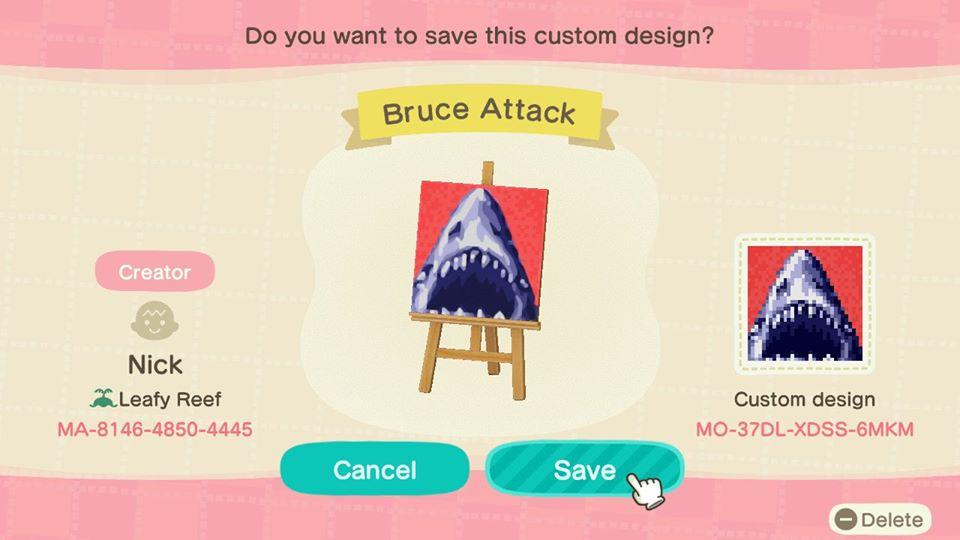 Do you want to save this custom design?
Bruce Attack
Creator
Nick
Leafy Reef
MA-8146-4850-4445
Custom design
MO-37DL-XDSS-6MKM
Cancel
Save
Delete